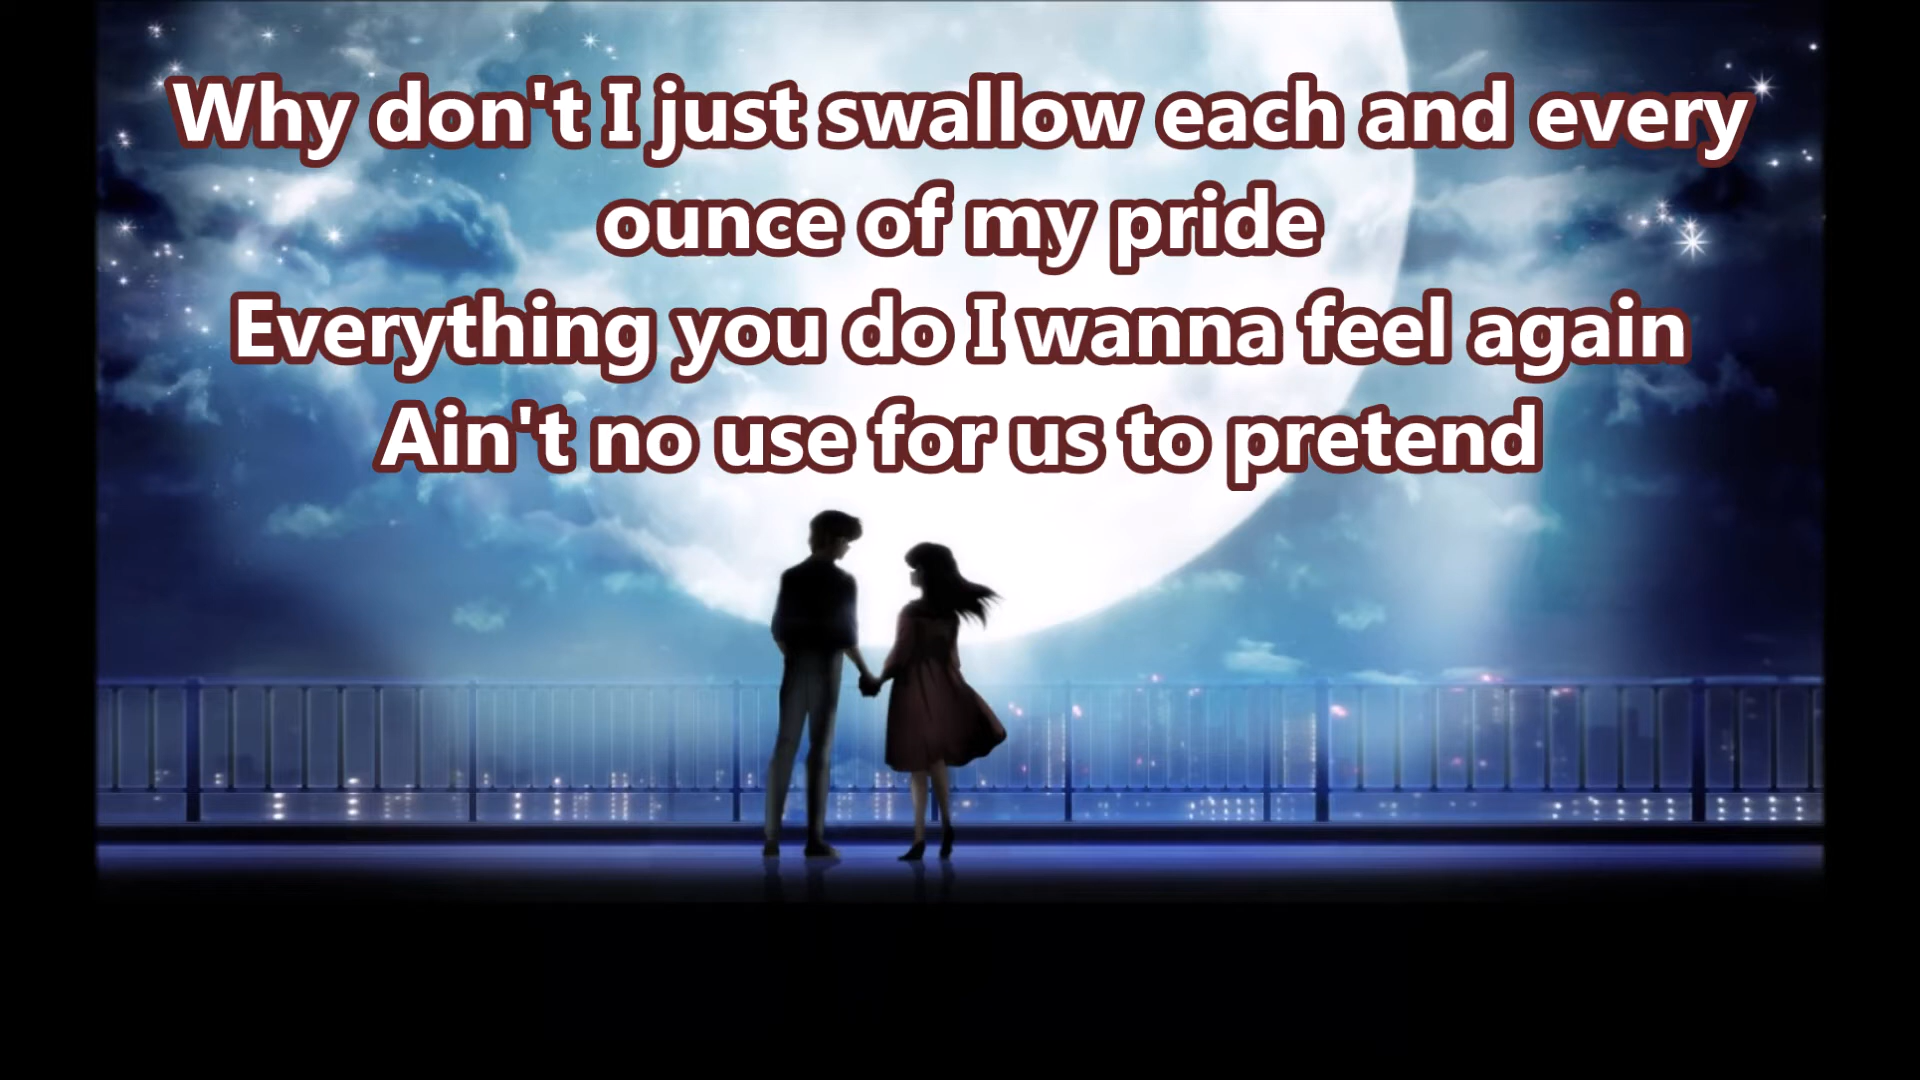 Why don't I just swallow each and every
ounce of my pride
Everything you do I wanna feel again
Ain't no use for us to pretend